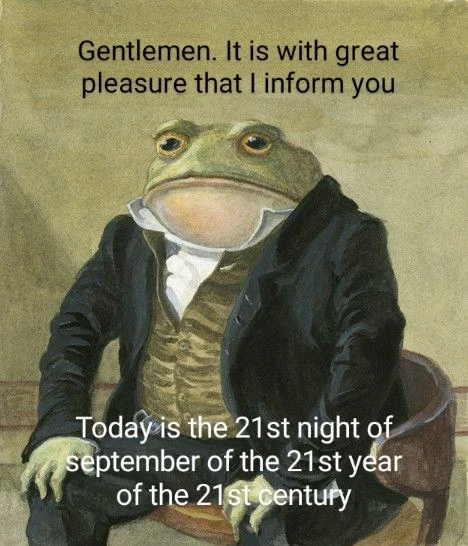 Gentlemen. It is with great
pleasure that I inform you
Today is the 21st night of
september of the 21st year
of the 21st century